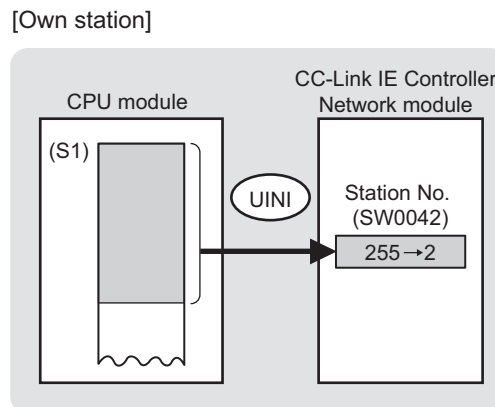 [Own station]
CPU module
CC-Link IE Controller
Network module
(S1)
UINI
Station No.
(SW0042)
255→2